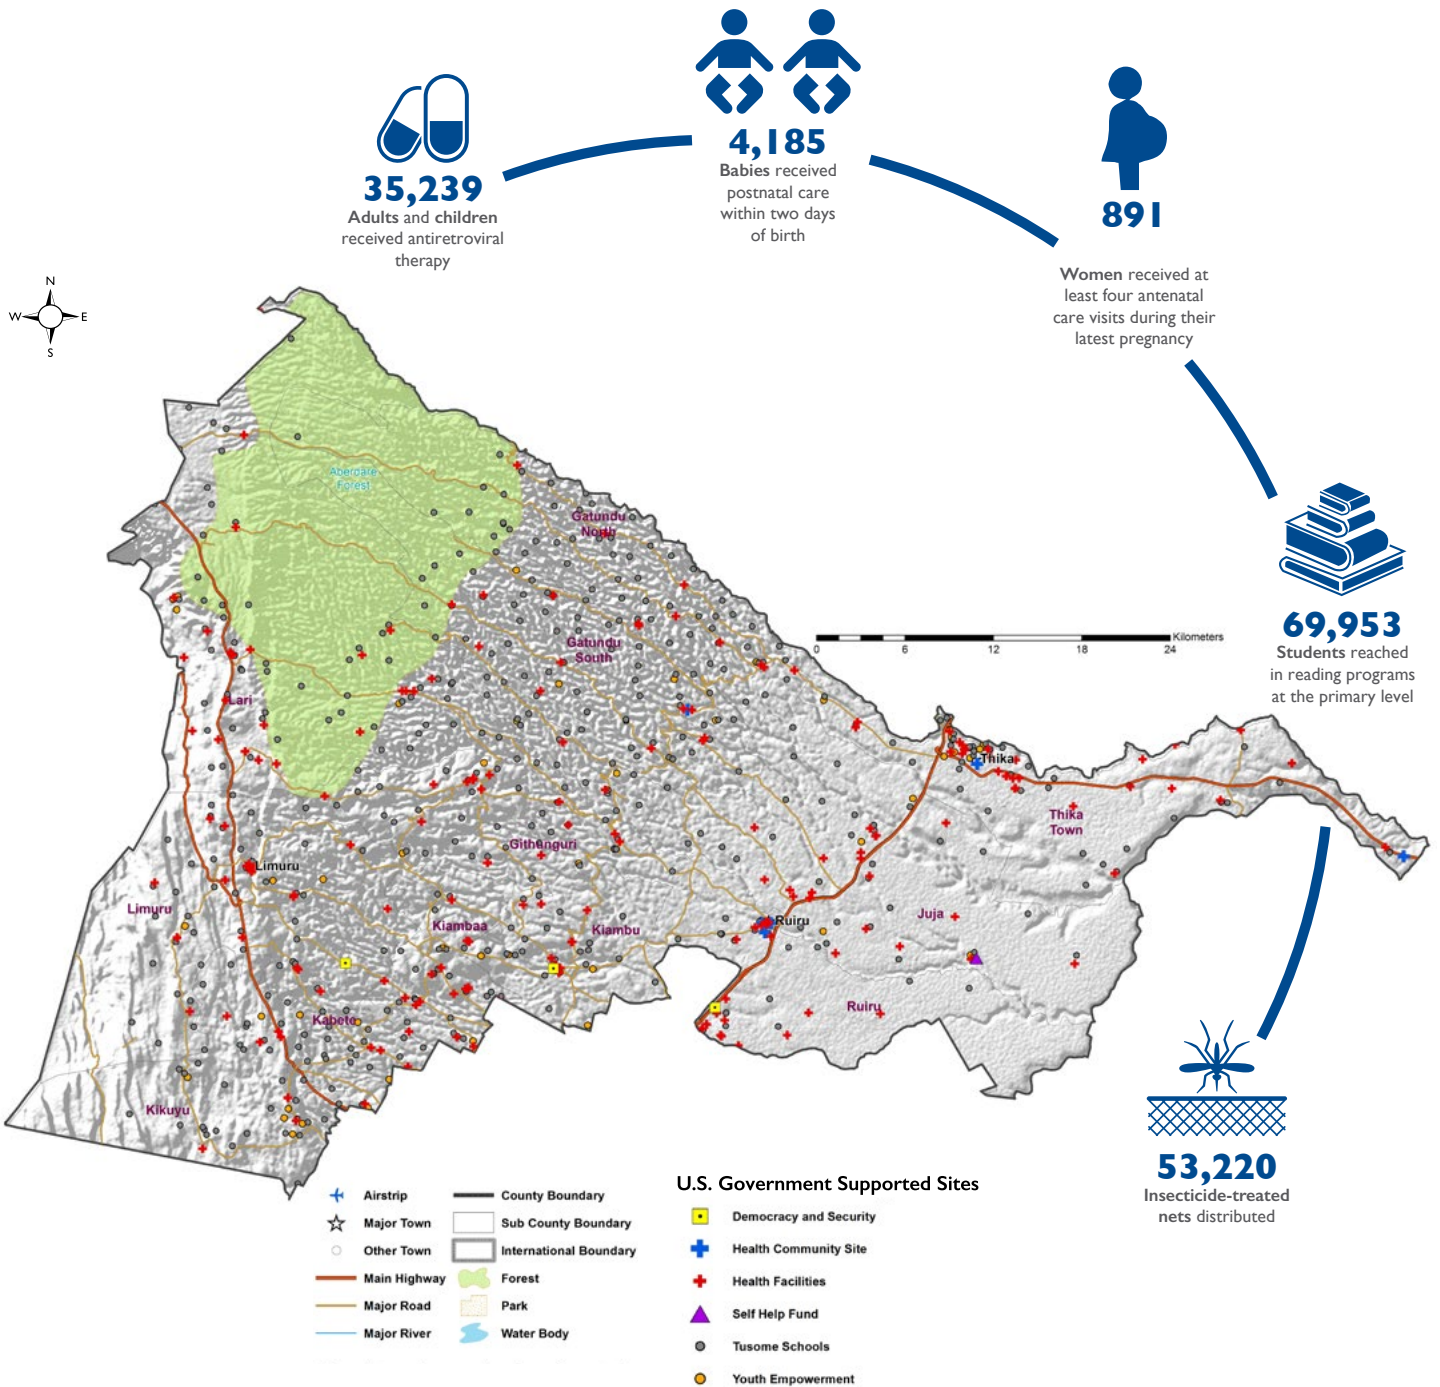 4,185
Babies received
postnatal care
within two days
of birth
35,239
Adults and children
received antiretroviral
therapy
891
Women received at
least four antenatal
care visits during their
latest pregnancy
69,953
Students reached
in reading programs
at the primary level
53,220
Insecticide-treated
nets distributed
N
W
E
S
Aberdare
Forest
Gatundu
North
Gatundu
South
Kilometers
0
6
12
18
24
Lari
Thika
Thika
Town
Githunguri
Limuru
Limuru
Kiambaa
Kiambu
Ruiru
Juja
Ruiru
Kabete
Kikuyu
Airstrip
Major Town
Other Town
Main Highway
Major Road
Major River
County Boundary
Sub County Boundary
International Boundary
Forest
Park
Water Body
U.S. Government Supported Sites
Democracy and Security
Health Community Site
Health Facilities
Self Help Fund
Tusome Schools
Youth Empowerment